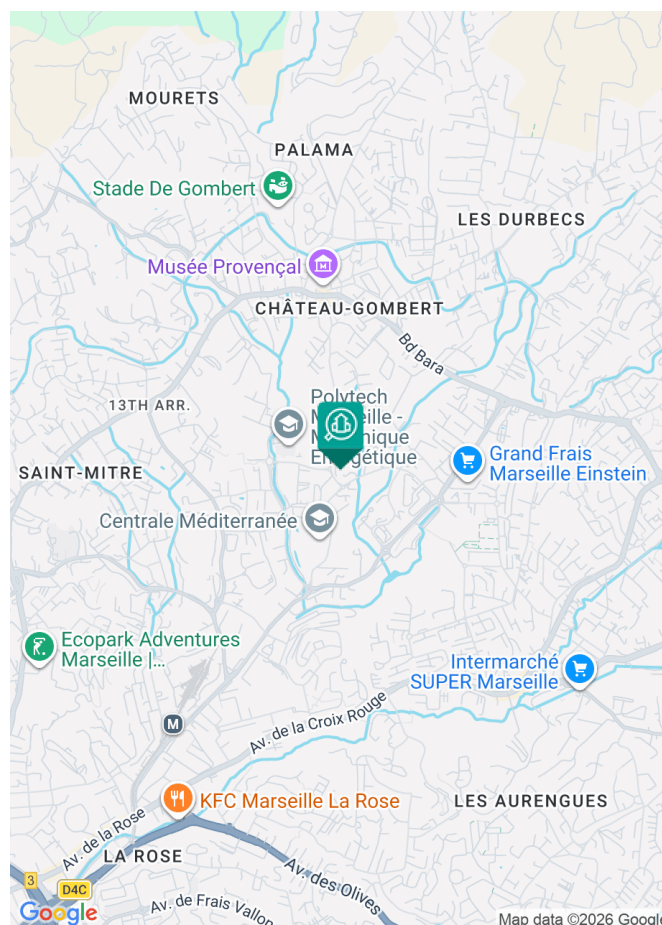 MOURETS
PALAMA
Stade De Gombert
LES DURBECS
Musée Provençal
CHÂTEAU-GOMBERT
Bd Bara
Polytech
13TH ARR.
Grand Frais
Marseille Einstein
SAINT-MITRE
Centrale Méditerranée
Ecopark Adventures
Marseille |...
Intermarché
SUPER Marseille
M
Av. de la Croix Rouge
KFC Marseille La Rose
LES AURENGUES
Av. de la Rose
LA ROSE
Av. des Olives
3
D4C
Av. de Frais Vallon
Google
Map data ©2026 Google